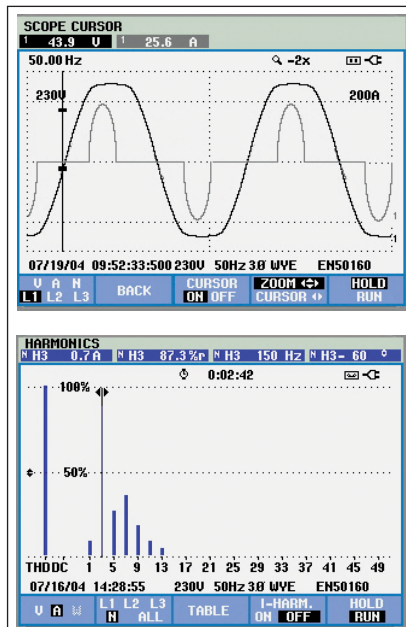 SCOPE CURSOR
1 43.9 V 1 25.6 A
50.00 Hz -2x
230V 200A
1
1
07/19/04 09:52:33:500 230V 50Hz 3Ø WYE EN50160
V A N BACK CURSOR ZOOM HOLD
L1 L2 L3 ON OFF CURSOR RUN
HARMONICS
N H3 0.7A N H3 87.3%r N H3 150 Hz N H3- 60 °
0:02:42
100%
50%
THDDC 1 5 9 13 17 21 25 29 33 37 41 45 49
07/16/04 14:28:55 230V 50Hz 3Ø WYE EN50160
V A W L1 L2 L3 TABLE I-HARM. HOLD
N ALL ON OFF RUN